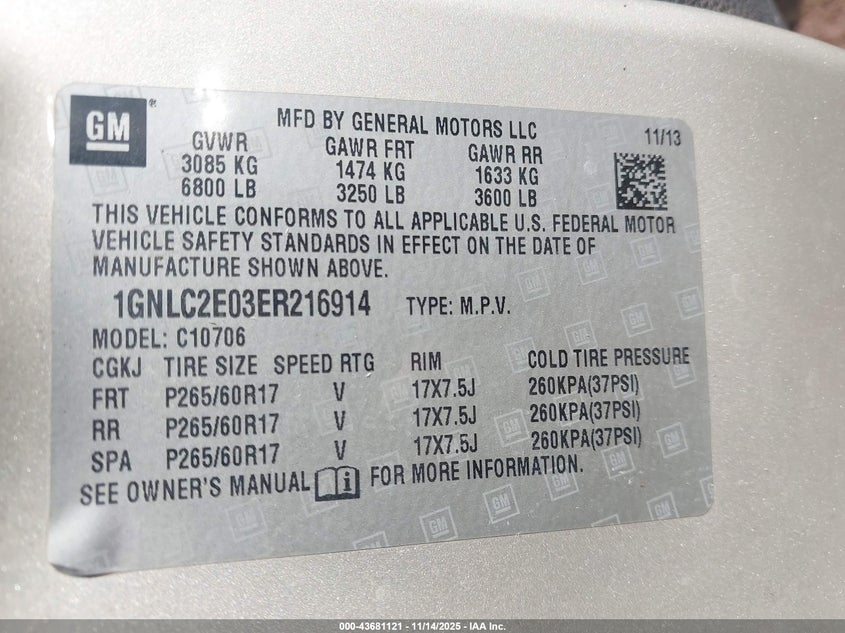 GM
MFD BY GENERAL MOTORS LLC 11/13
GVWR GAWR FRT GAWR RR
3085 KG 1474 KG 1633 KG
6800 LB 3250 LB 3600 LB
THIS VEHICLE CONFORMS TO ALL APPLICABLE U.S. FEDERAL MOTOR
VEHICLE SAFETY STANDARDS IN EFFECT ON THE DATE OF
MANUFACTURE SHOWN ABOVE.
1GNLC2E03ER216914 TYPE: M.P.V.
MODEL: C10706
CGKJ TIRE SIZE SPEED RTG RIM COLD TIRE PRESSURE
FRT P265/60R17 V 17X7.5J 260KPA(37PSI)
RR P265/60R17 V 17X7.5J 260KPA(37PSI)
SPA P265/60R17 V 17X7.5J 260KPA(37PSI)
SEE OWNER'S MANUAL FOR MORE INFORMATION.
000-43681121 - 11/14/2025 - IAA Inc.